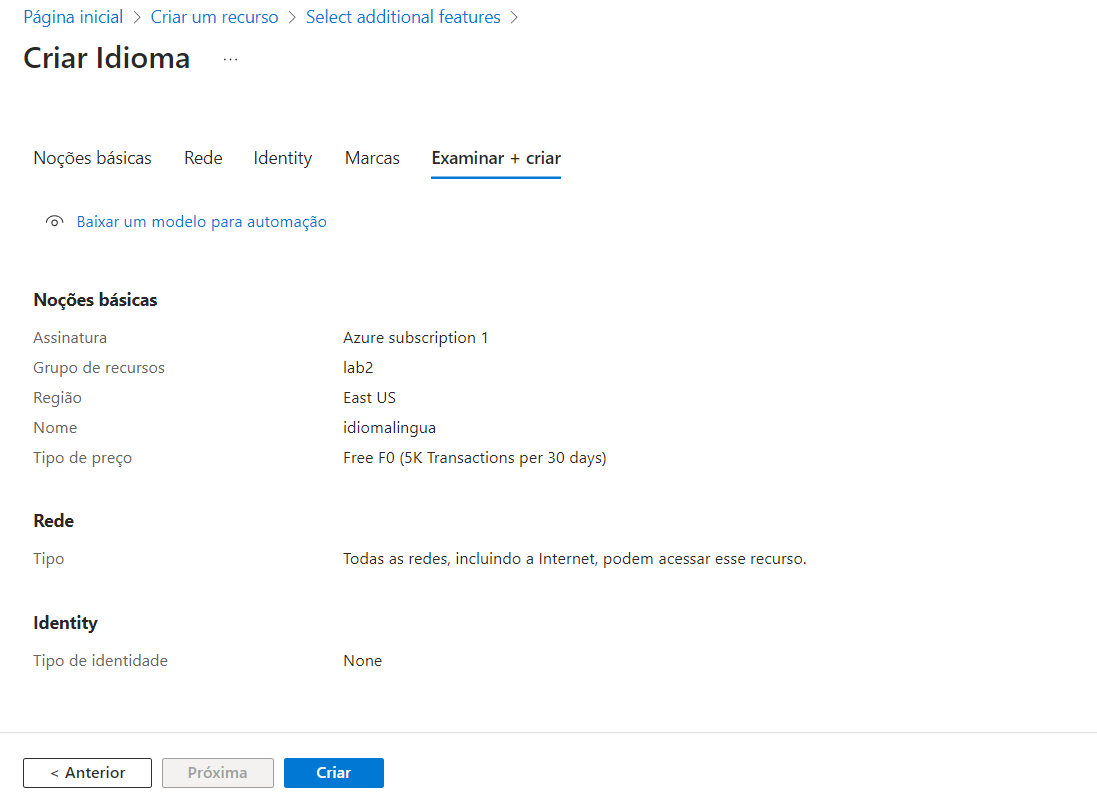 Página inicial > Criar um recurso > Select additional features >
Criar Idioma ...
Noções básicas Rede Identity Marcas Examinar + criar
Baixar um modelo para automação
Noções básicas
Assinatura Azure subscription 1
Grupo de recursos lab2
Região East US
Nome idiomalingua
Tipo de preço Free F0 (5K Transactions per 30 days)
Rede
Tipo Todas as redes, incluindo a Internet, podem acessar esse recurso.
Identity
Tipo de identidade None
< Anterior Próxima Criar